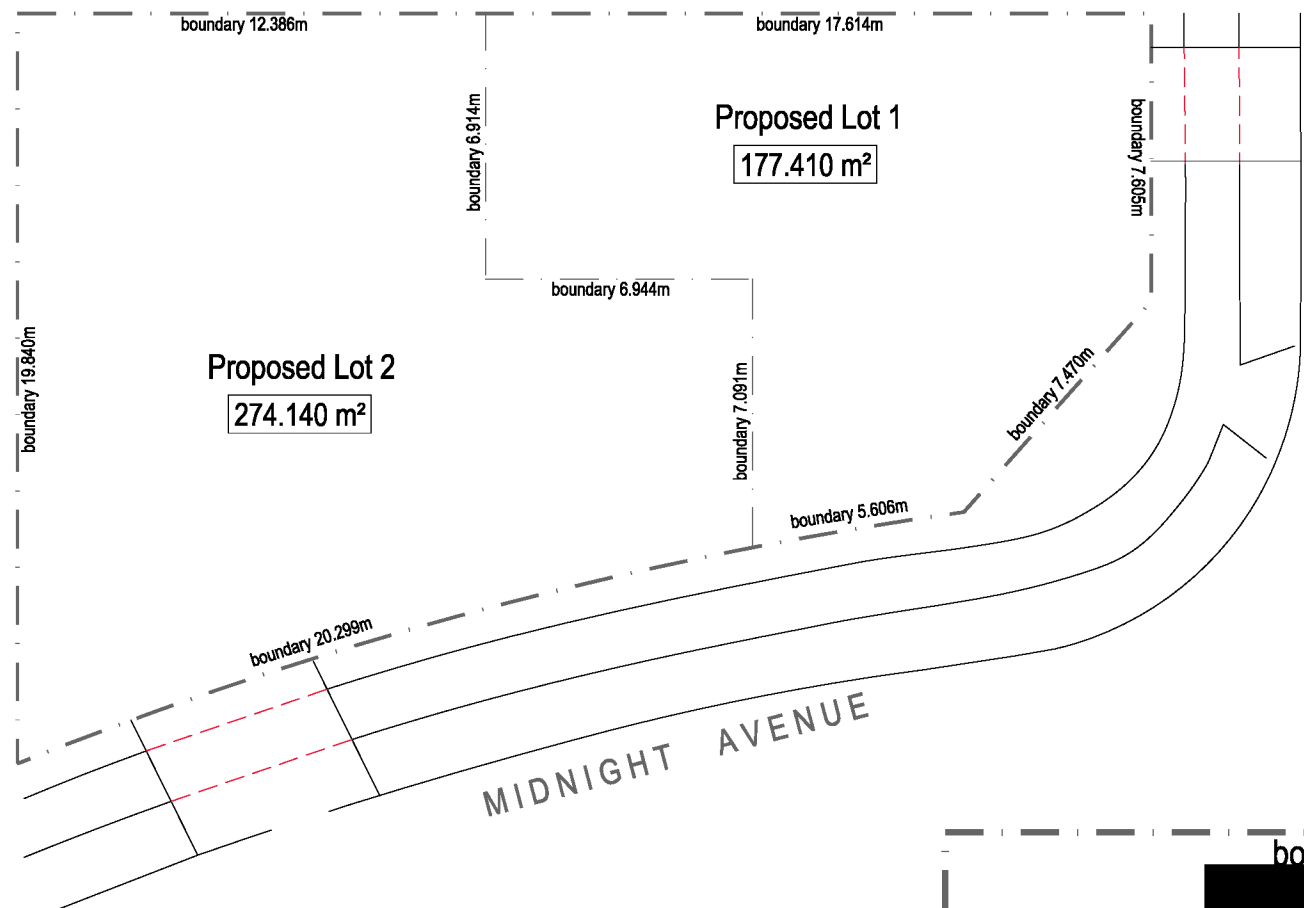 boundary 12.386m
boundary 17.614m
boundary 6.914m
Proposed Lot 1
177.410 m²
boundary 7.605m
boundary 6.944m
boundary 19.840m
Proposed Lot 2
274.140 m²
boundary 7.091m
boundary 7.470m
boundary 5.606m
boundary 20.299m
MIDNIGHT AVENUE
bo